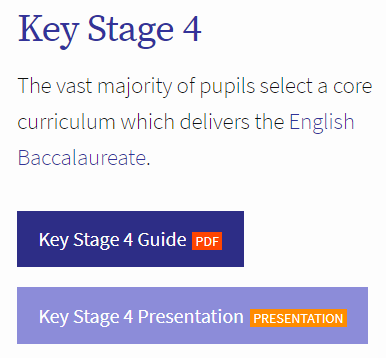 Key Stage 4
The vast majority of pupils select a core
curriculum which delivers the English
Baccalaureate.
Key Stage 4 Guide PDF
Key Stage 4 Presentation PRESENTATION